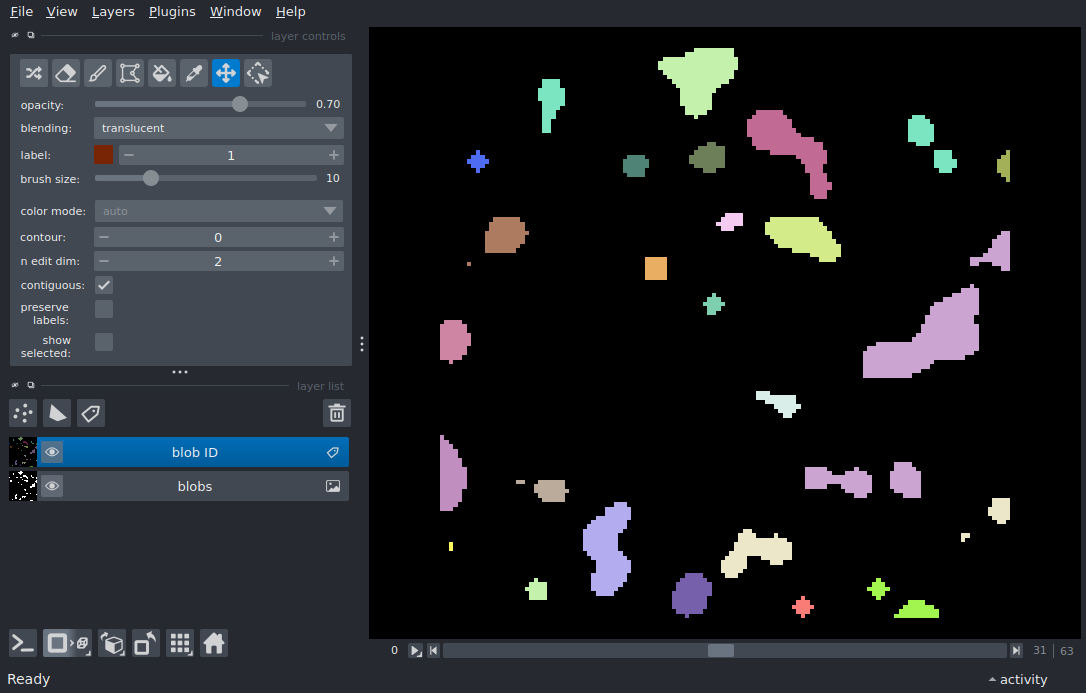 File View Layers Plugins Window Help
layer controls
opacity: 0.70
blending: translucent
label: 1
brush size: 10
color mode: auto
contour: 0
n edit dim: 2
contiguous:
preserve
labels:
show
selected:
layer list
blob ID
blobs
0 31 63
Ready activity